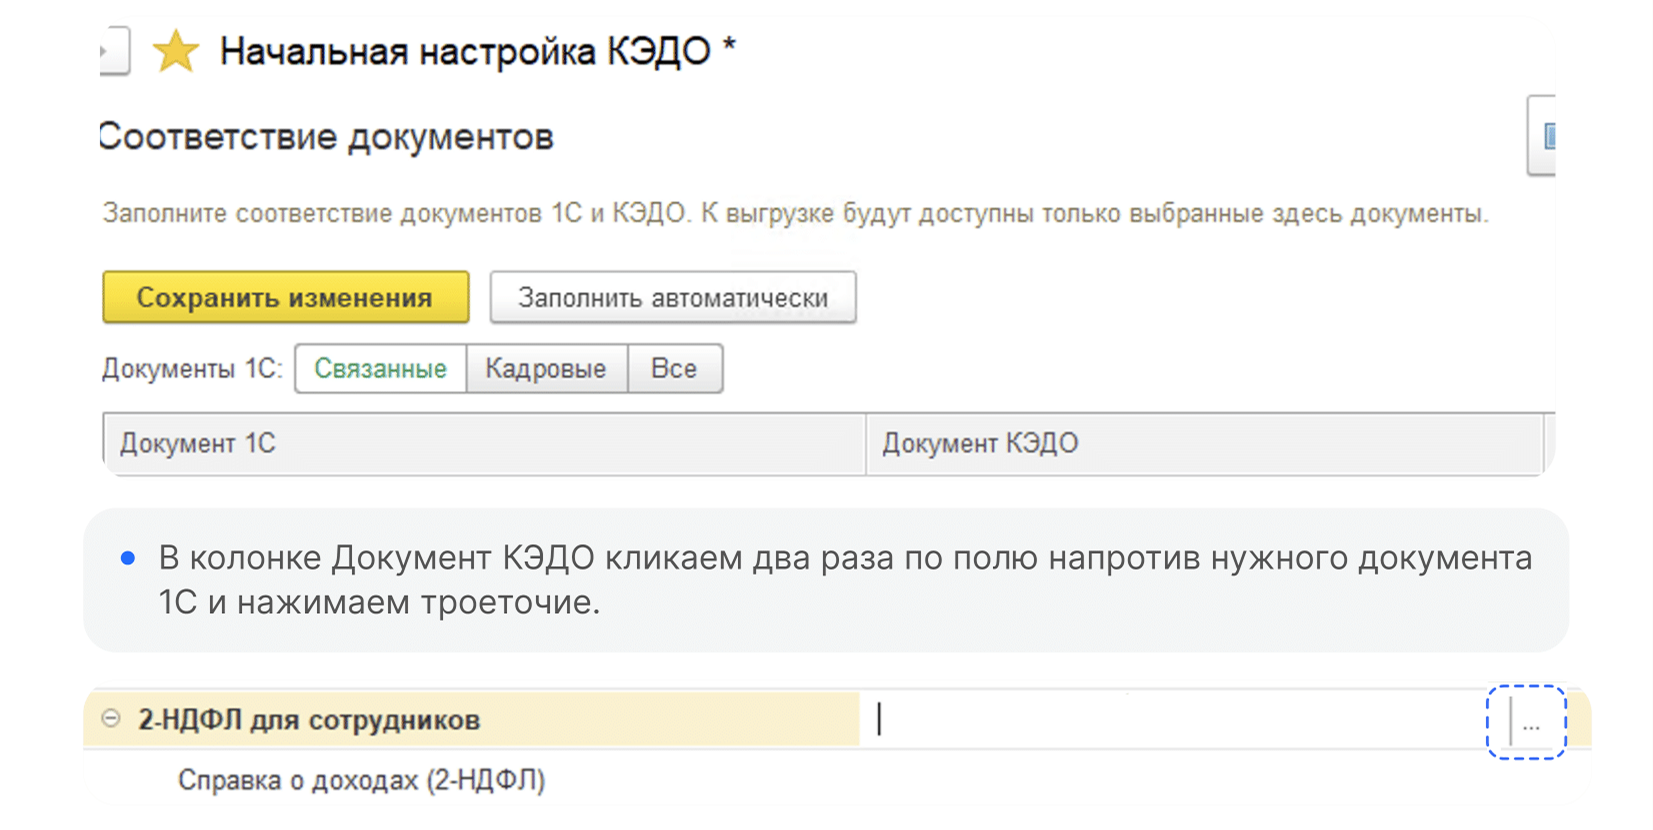 Начальная настройка КЭДО *
Соответствие документов
Заполните соответствие документов 1С и КЭДО. К выгрузке будут доступны только выбранные здесь документы.
Сохранить изменения Заполнить автоматически
Документы 1С: Связанные Кадровые Все
Документ 1С Документ КЭДО
• В колонке Документ КЭДО кликаем два раза по полю напротив нужного документа
1С и нажимаем троеточие.
2-НДФЛ для сотрудников ...
Справка о доходах (2-НДФЛ)